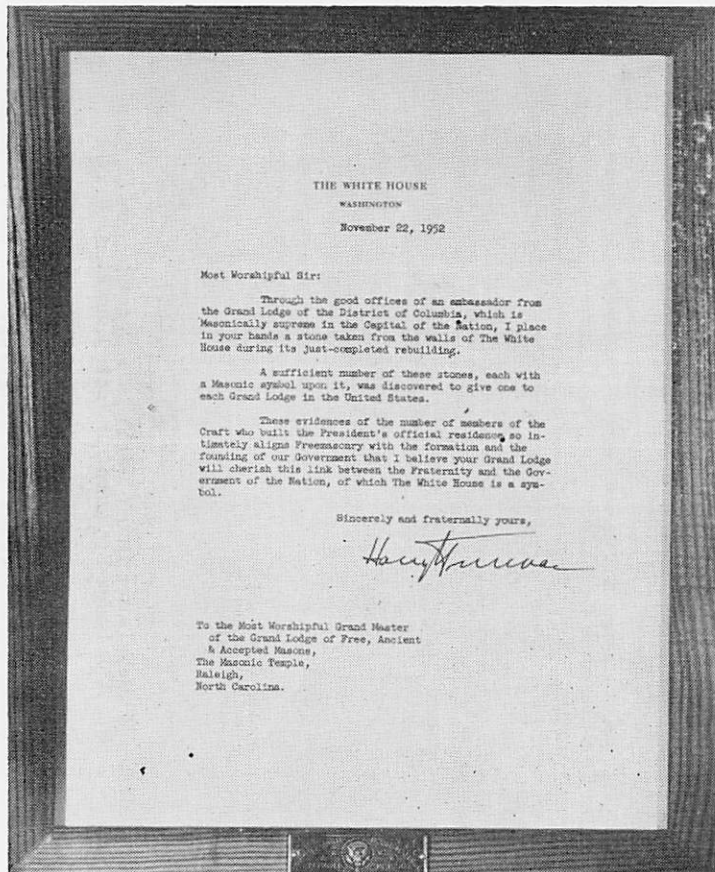 THE WHITE HOUSE
WASHINGTON
November 22, 1952
Most Worshipful Sir:
Through the good offices of an ambassador from
the Grand Lodge of the District of Columbia, which is
Masonically supreme in the Capital of the Nation, I place
in your hands a stone taken from the walls of The White
House during its just-completed rebuilding.
A sufficient number of these stones, each with
a Masonic symbol upon it, was discovered to give one to
each Grand Lodge in the United States.
These evidences of the number of members of the
Craft who built the President's official residence so in-
timately aligns Freemasonry with the formation and the
founding of our Government that I believe your Grand Lodge
will cherish this link between the Fraternity and the Gov-
ernment of the Nation, of which The White House is a sym-
bol.
Sincerely and fraternally yours,
Harry Truman
To the Most Worshipful Grand Master
of the Grand Lodge of Free, Ancient
& Accepted Masons,
The Masonic Temple,
Raleigh,
North Carolina.